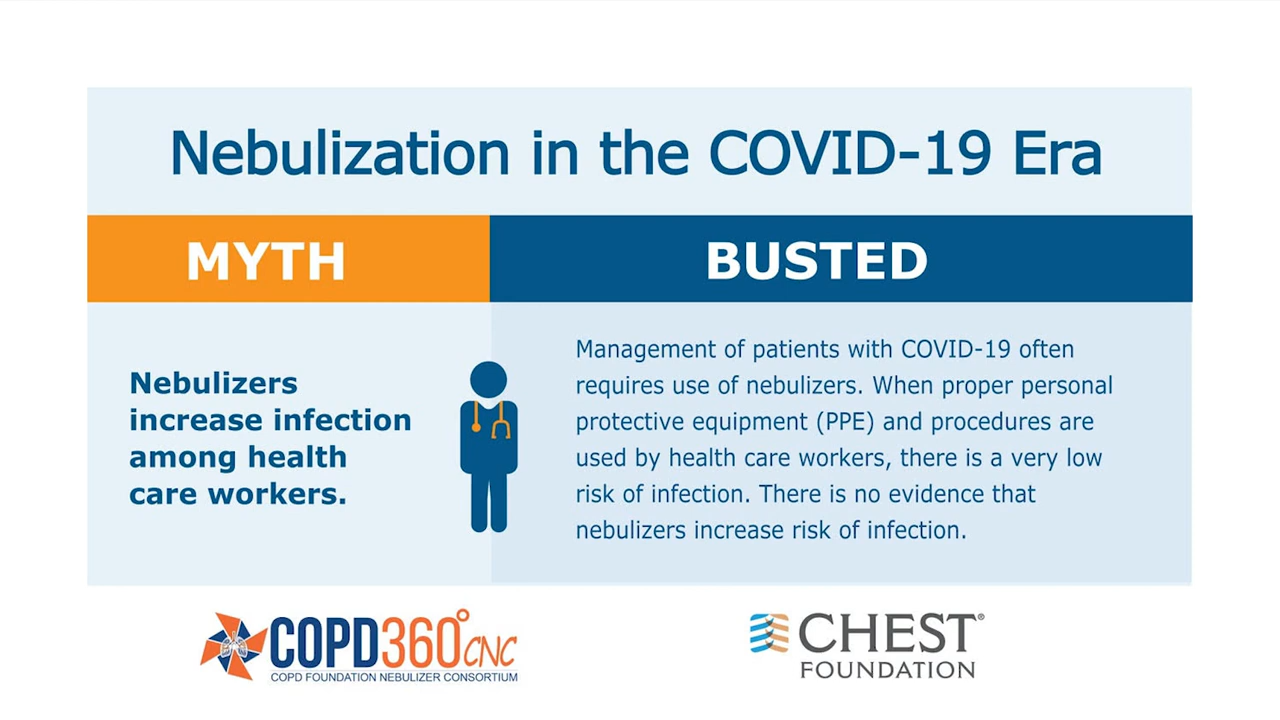 Nebulization in the COVID-19 Era
MYTH
BUSTED
Nebulizers
increase infection
among health
care workers.
Management of patients with COVID-19 often
requires use of nebulizers. When proper personal
protective equipment (PPE) and procedures are
used by health care workers, there is a very low
risk of infection. There is no evidence that
nebulizers increase risk of infection.
COPD360°CNC
COPD FOUNDATION NEBULIZER CONSORTIUM
CHEST®
FOUNDATION